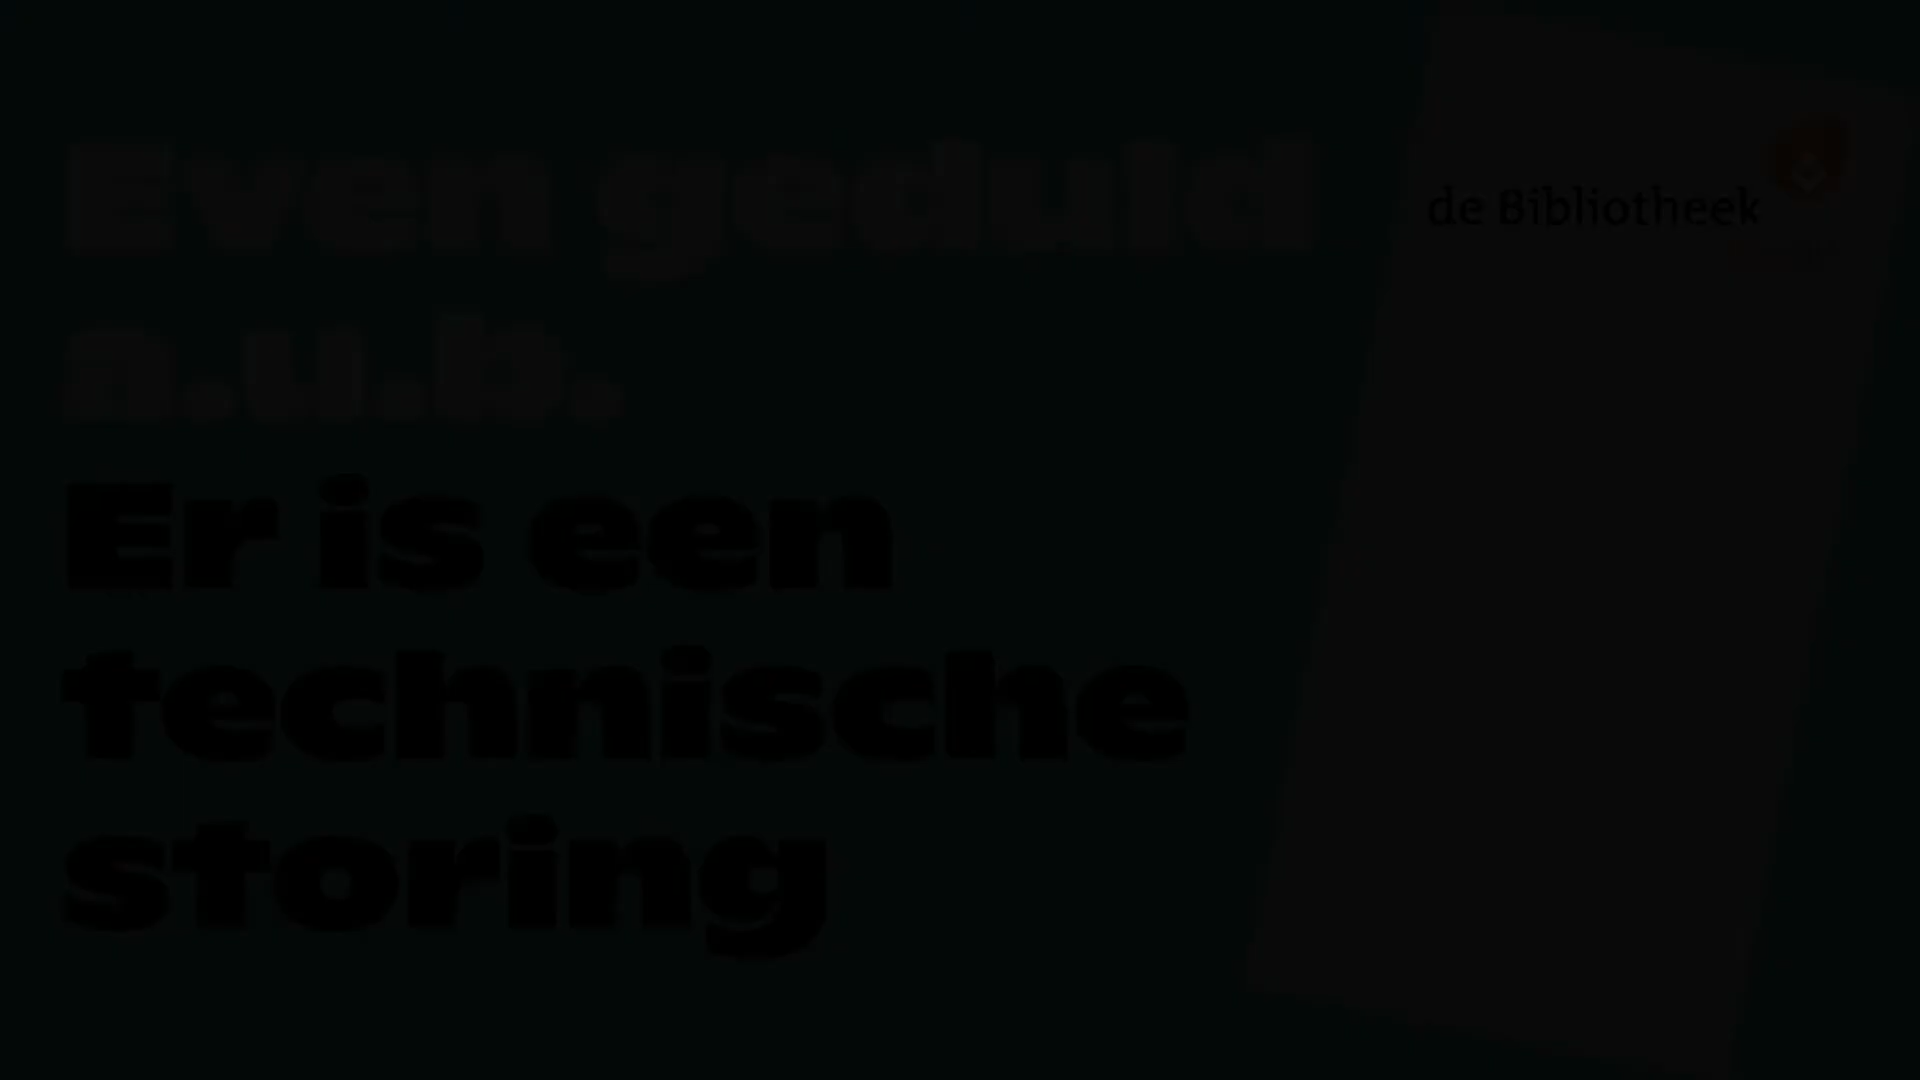 Even geduld
a.u.b.
Er is een
technische
storing
de Bibliotheek